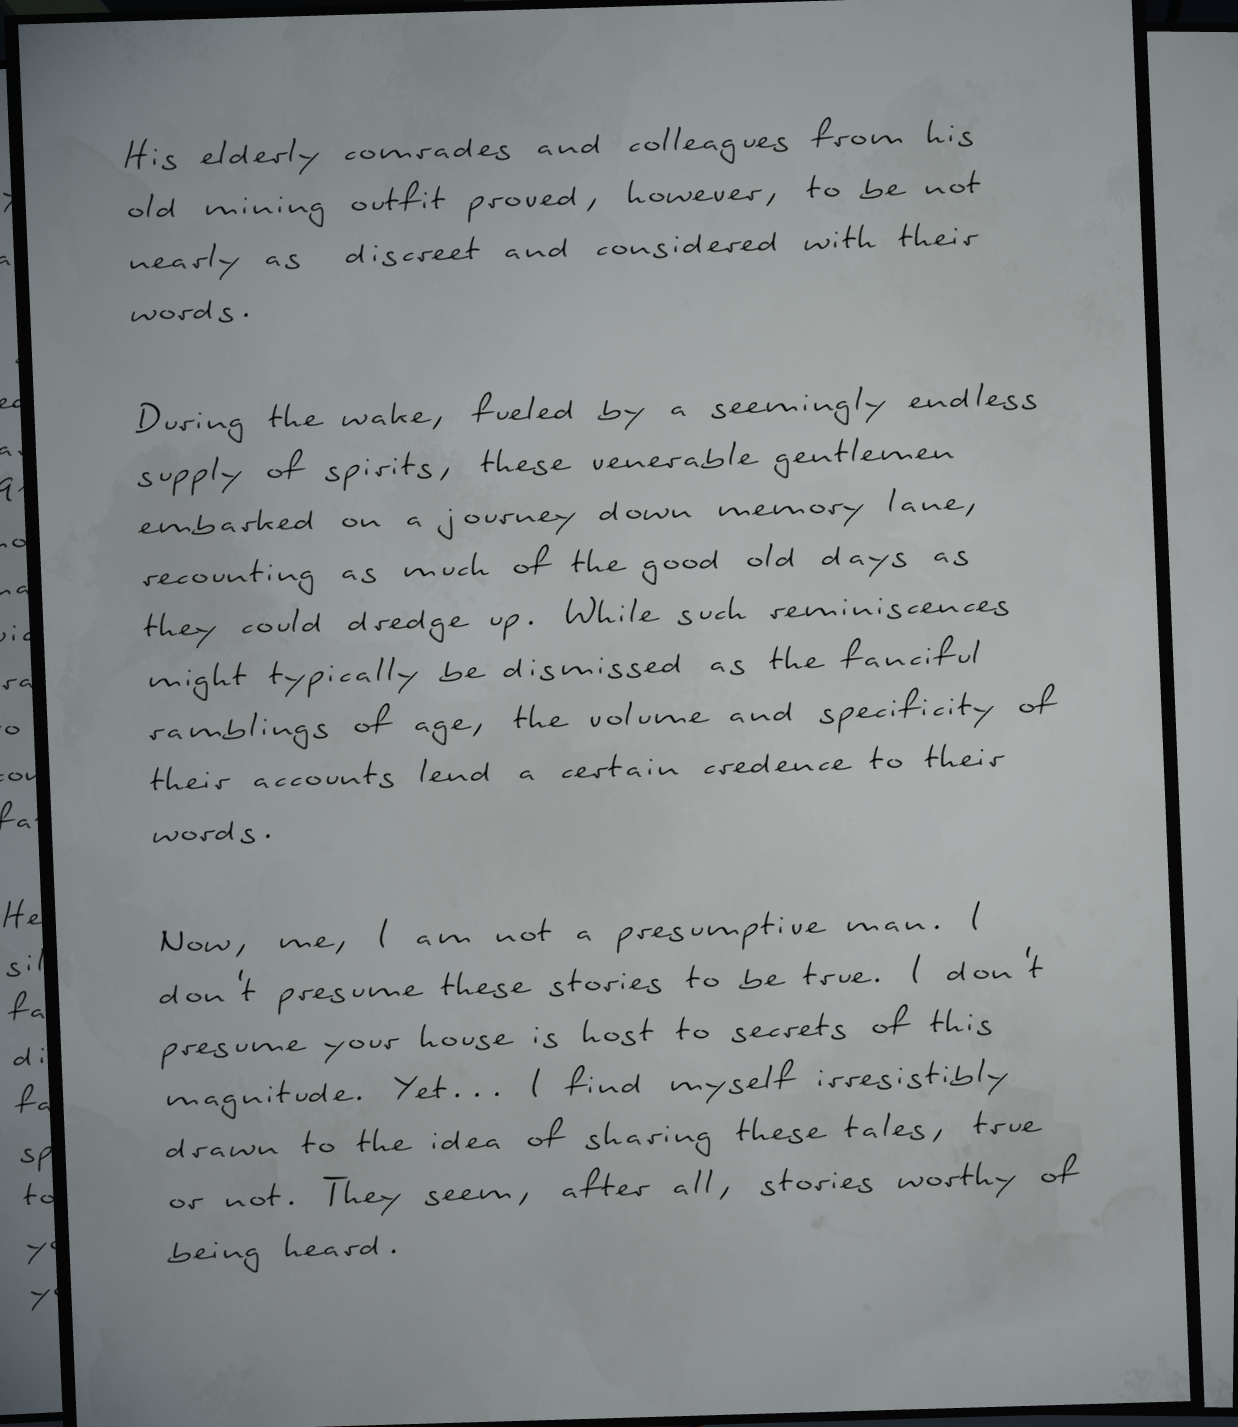 His elderly comrades and colleagues from his
old mining outfit proved, however, to be not
nearly as discreet and considered with their
words.
During the wake, fueled by a seemingly endless
supply of spirits, these venerable gentlemen
embarked on a journey down memory lane,
recounting as much of the good old days as
they could dredge up. While such reminiscences
might typically be dismissed as the fanciful
ramblings of age, the volume and specificity of
their accounts lend a certain credence to their
words.
Now, me, I am not a presumptive man. I
don't presume these stories to be true. I don't
presume your house is host to secrets of this
magnitude. Yet... I find myself irresistibly
drawn to the idea of sharing these tales, true
or not. They seem, after all, stories worthy of
being heard.